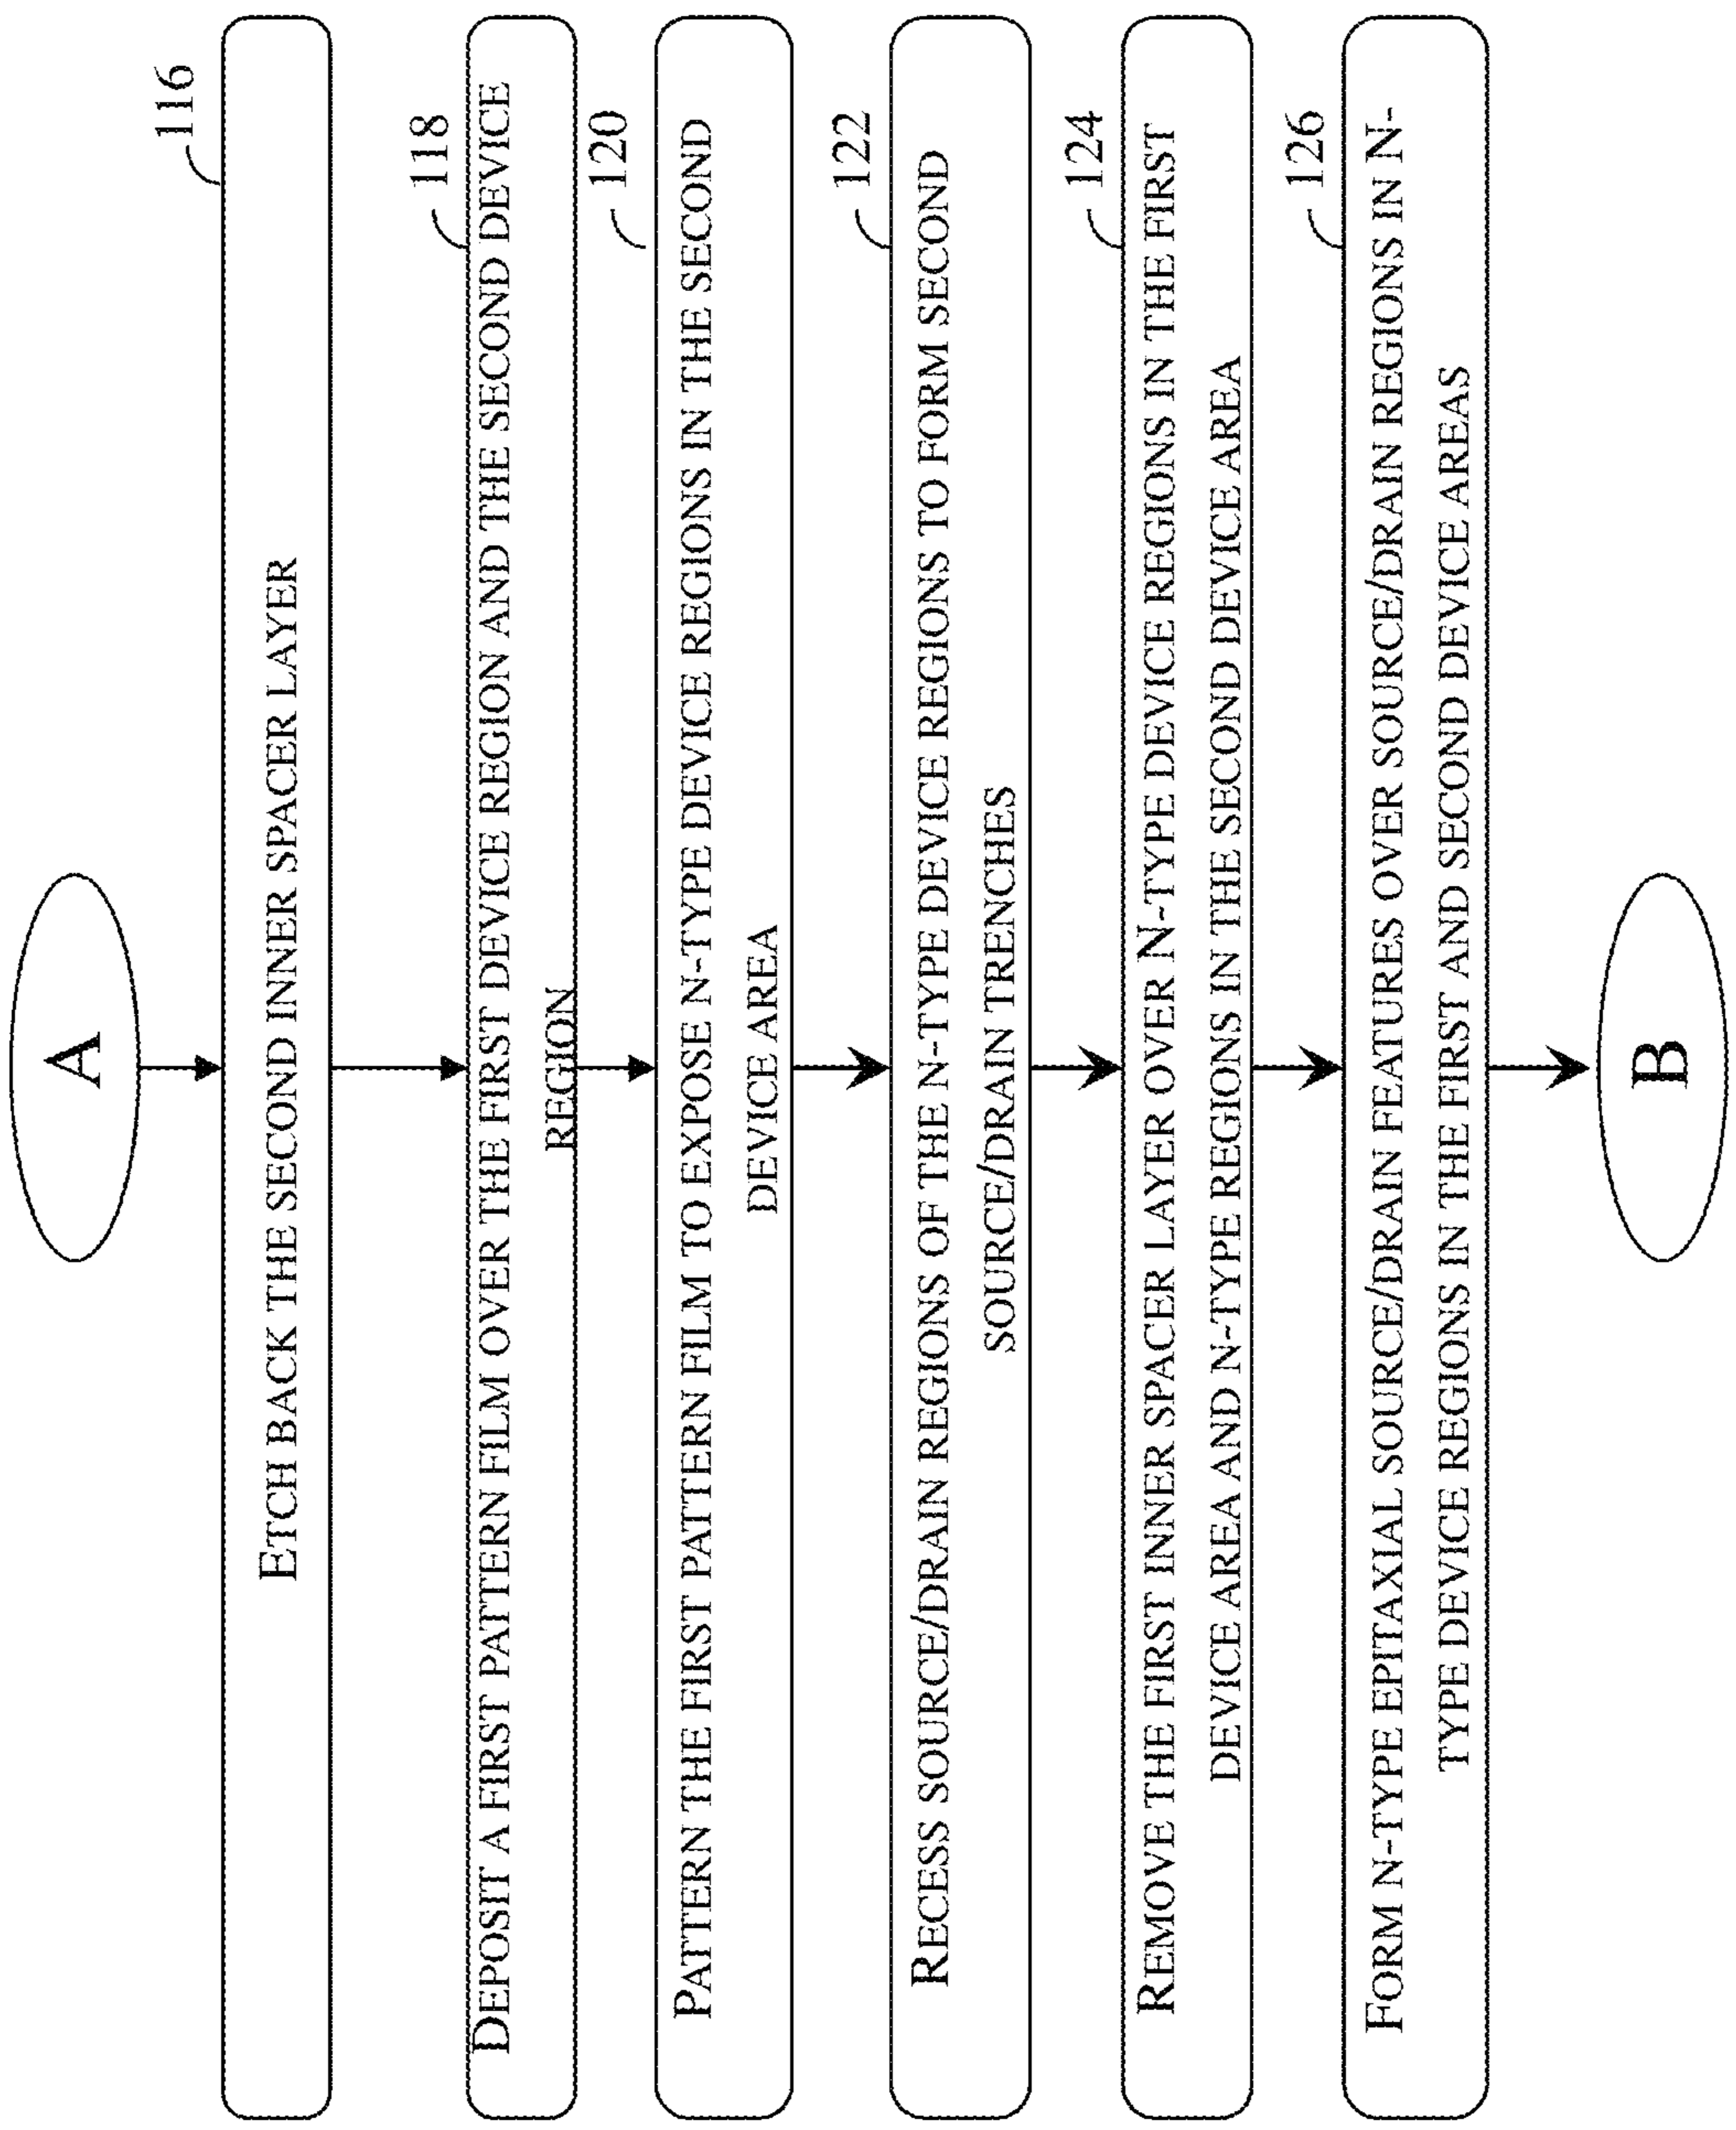 A
116
ETCH BACK THE SECOND INNER SPACER LAYER
118
DEPOSIT A FIRST PATTERN FILM OVER THE FIRST DEVICE REGION AND THE SECOND DEVICE
REGION
120
PATTERN THE FIRST PATTERN FILM TO EXPOSE N-TYPE DEVICE REGIONS IN THE SECOND
DEVICE AREA
122
RECESS SOURCE/DRAIN REGIONS OF THE N-TYPE DEVICE REGIONS TO FORM SECOND
SOURCE/DRAIN TRENCHES
124
REMOVE THE FIRST INNER SPACER LAYER OVER N-TYPE DEVICE REGIONS IN THE FIRST
DEVICE AREA AND N-TYPE REGIONS IN THE SECOND DEVICE AREA
126
FORM N-TYPE EPITAXIAL SOURCE/DRAIN FEATURES OVER SOURCE/DRAIN REGIONS IN N-
TYPE DEVICE REGIONS IN THE FIRST AND SECOND DEVICE AREAS
B